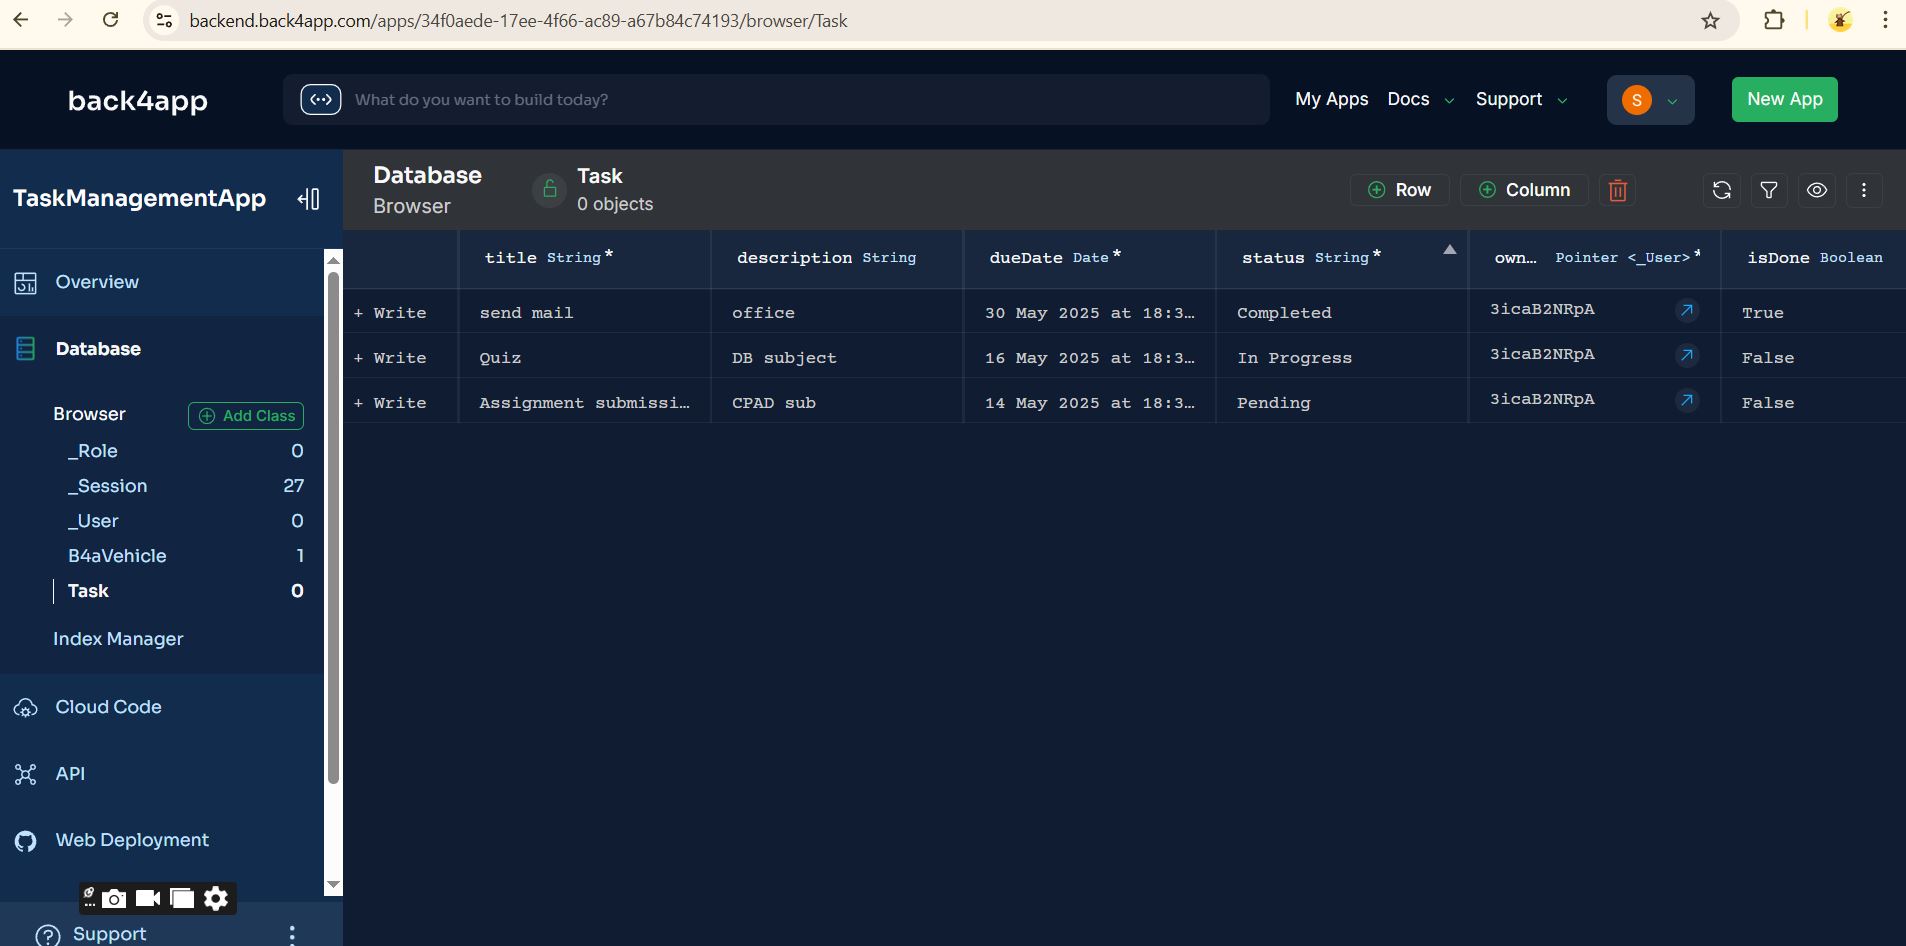 backend.back4app.com/apps/34f0aede-17ee-4f66-ac89-a67b84c74193/browser/Task
back4app
What do you want to build today?
My Apps Docs Support S New App
TaskManagementApp
Database
Browser
Task
0 objects
Row Column
title String* description String dueDate Date* status String* own... Pointer <_User>* isDone Boolean
+ Write send mail office 30 May 2025 at 18:3... Completed 3icaB2NRpA True
+ Write Quiz DB subject 16 May 2025 at 18:3... In Progress 3icaB2NRpA False
+ Write Assignment submissi... CPAD sub 14 May 2025 at 18:3... Pending 3icaB2NRpA False
Overview
Database
Browser Add Class
_Role 0
_Session 27
_User 0
B4aVehicle 1
Task 0
Index Manager
Cloud Code
API
Web Deployment
Support